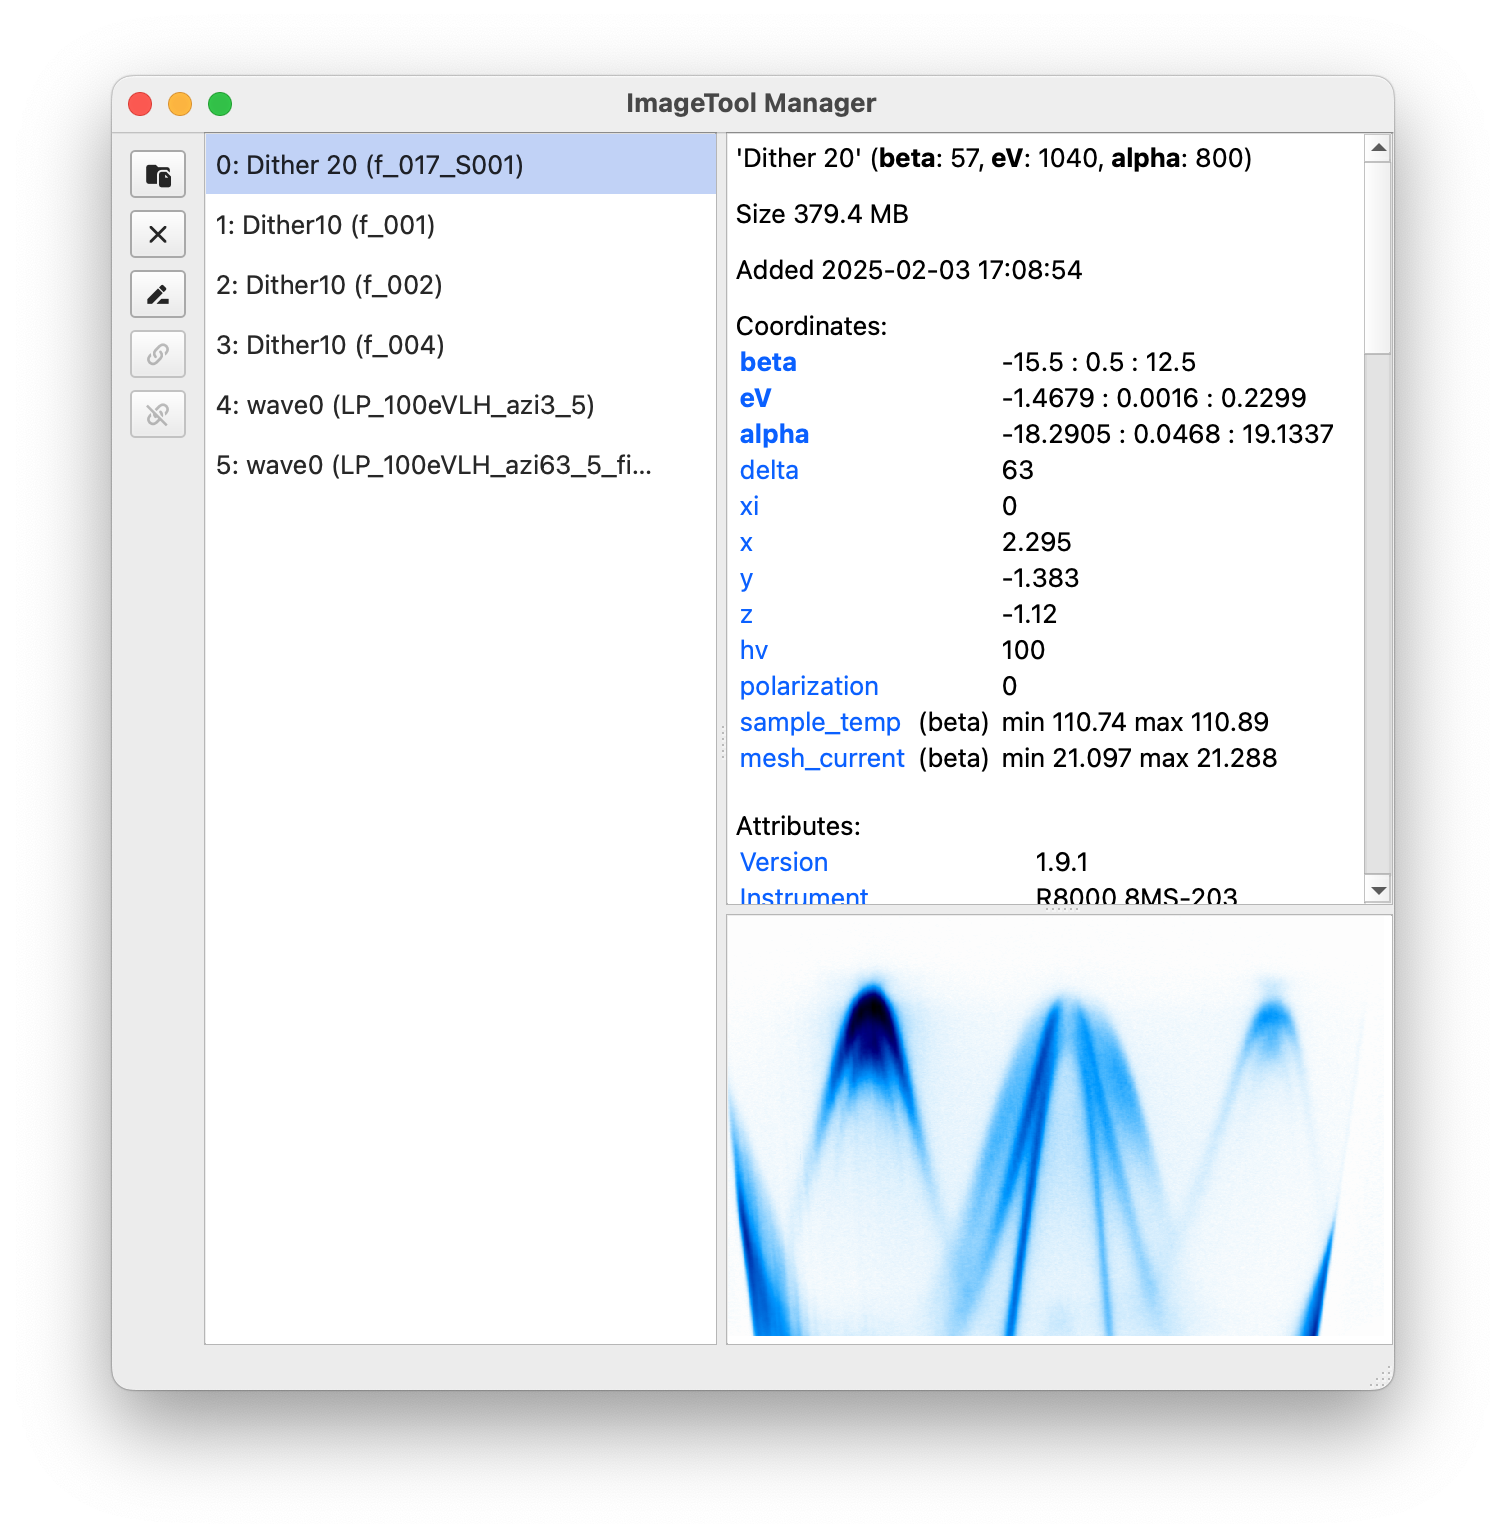 ImageTool Manager
0: Dither 20 (f_017_S001)
1: Dither10 (f_001)
2: Dither10 (f_002)
3: Dither10 (f_004)
4: wave0 (LP_100eVLH_azi3_5)
5: wave0 (LP_100eVLH_azi63_5_fi...
'Dither 20' (beta: 57, eV: 1040, alpha: 800)
Size 379.4 MB
Added 2025-02-03 17:08:54
Coordinates:
beta -15.5 : 0.5 : 12.5
eV -1.4679 : 0.0016 : 0.2299
alpha -18.2905 : 0.0468 : 19.1337
delta 63
xi 0
x 2.295
y -1.383
z -1.12
hv 100
polarization 0
sample_temp (beta) min 110.74 max 110.89
mesh_current (beta) min 21.097 max 21.288
Attributes:
Version 1.9.1
Instrument R8000 8MS-203